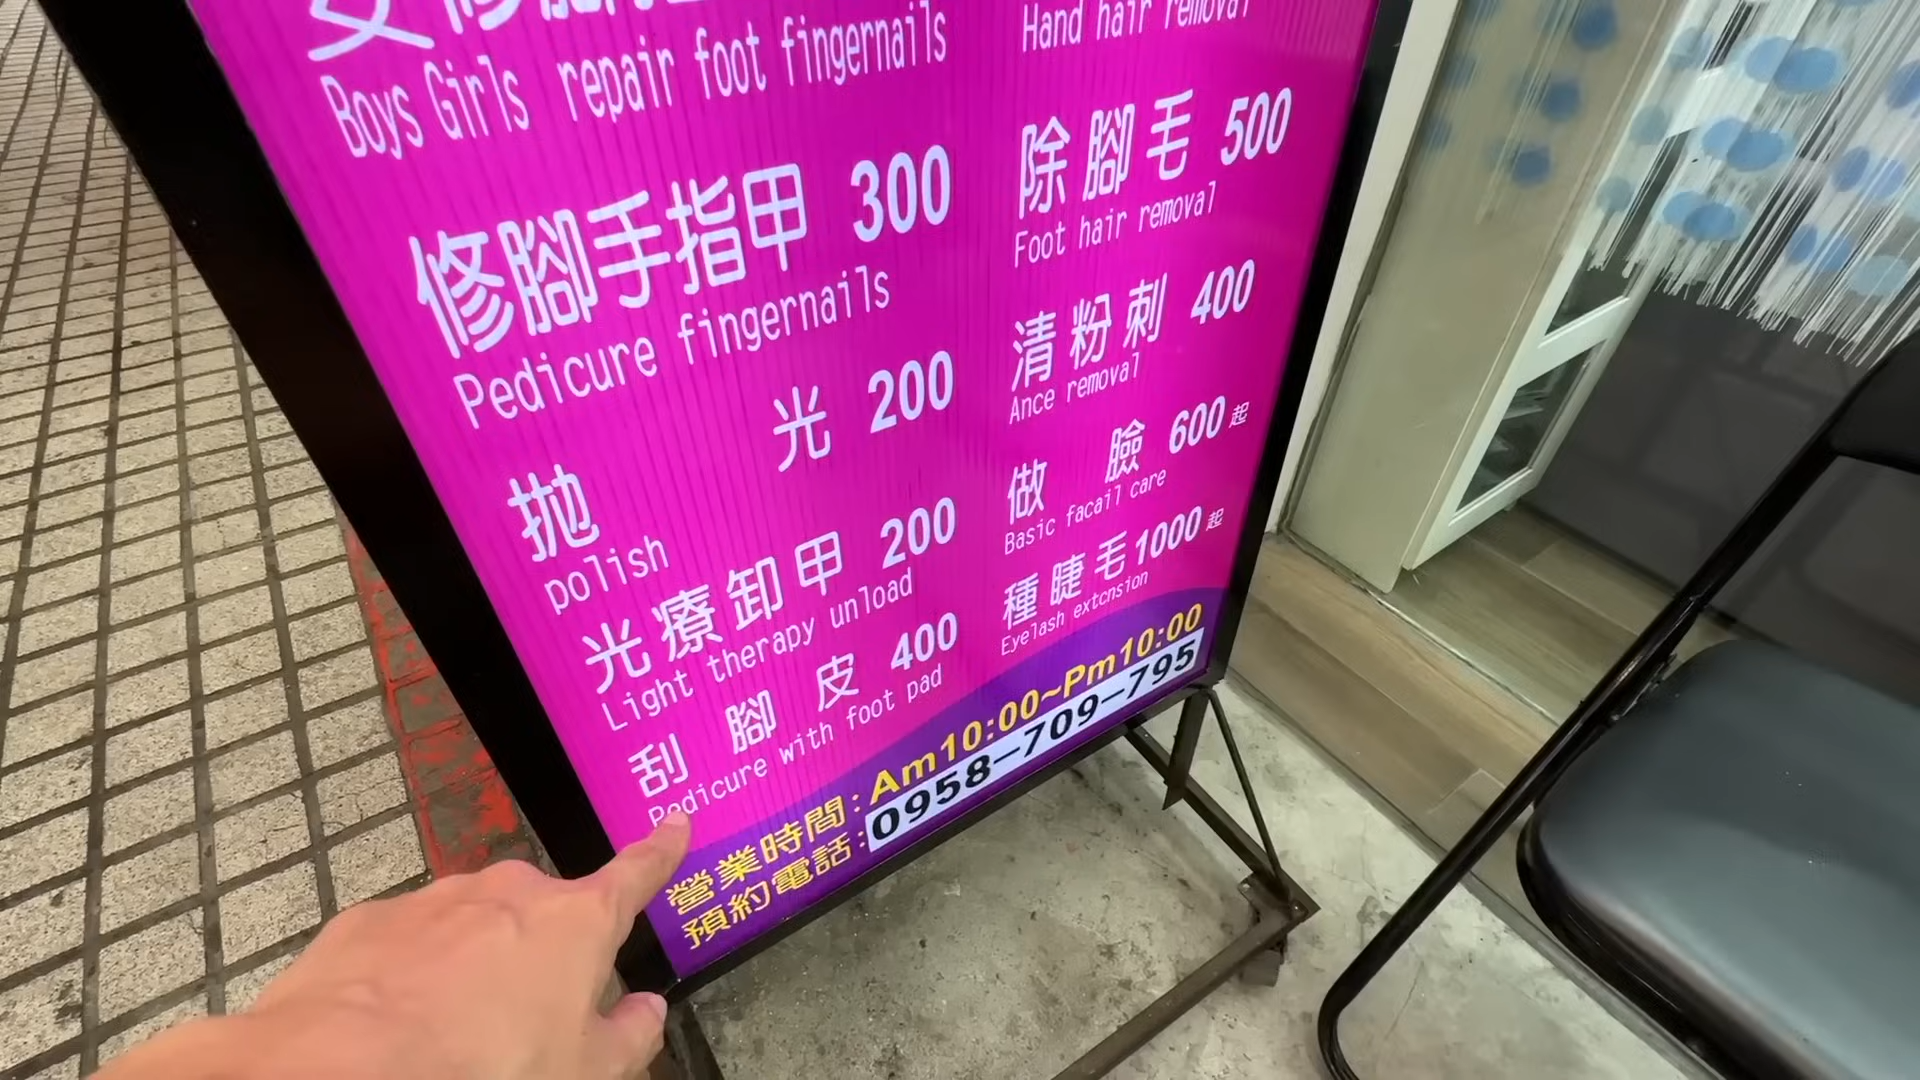 Boys Girls repair foot fingernails
修腳手指甲 300
Pedicure fingernails
拋 光 200
polish
光療卸甲 200
Light therapy unload
刮腳皮 400
Pedicure with foot pad
Hand hair removal
除腳毛 500
Foot hair removal
清粉刺 400
Ance removal
做臉 600起
Basic facail care
種睫毛1000起
Eyelash extcnsion
營業時間:Am10:00~Pm10:00
預約電話:0958-709-795